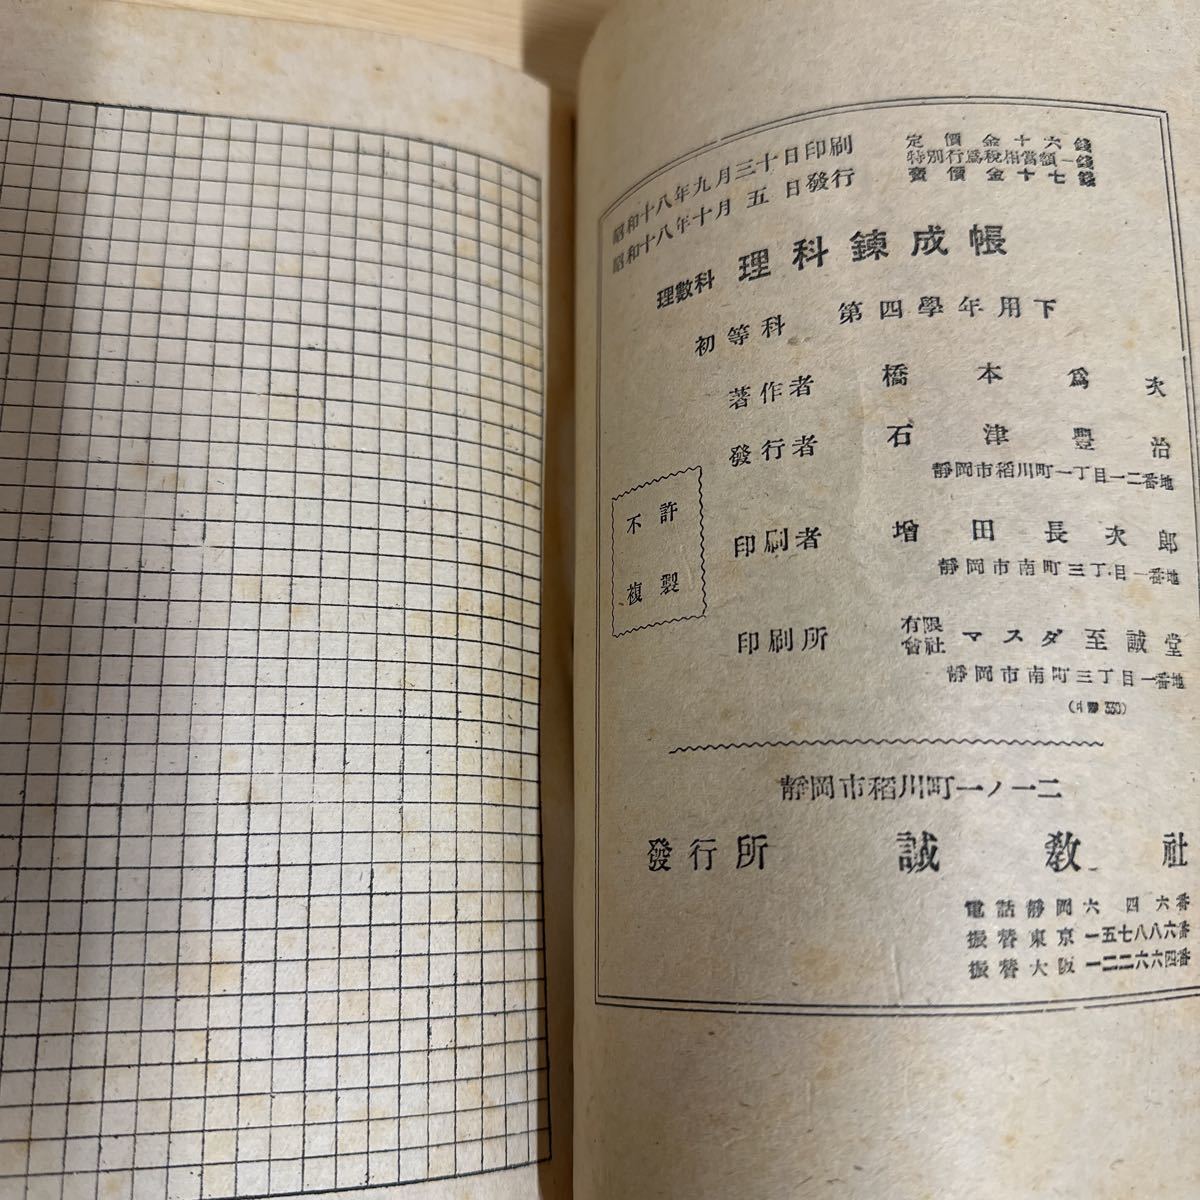 昭和十八年九月三十日印刷
昭和十八年十月五日發行
定價金十六錢
特別行爲稅相當額一錢
賣價金十七錢
理數科 理科鍊成帳
初等科 第四學年用下
著作者 橋本爲次
發行者 石津豐治
靜岡市稻川町一丁目一二番地
不許
複製
印刷者 增田長次郎
靜岡市南町三丁目一番地
印刷所 有限會社 マスダ至誠堂
靜岡市南町三丁目一番地
靜岡市稻川町一ノ一二
發行所 誠敎社
電話靜岡六四六番
振替東京一五七八八六番
振替大阪一二二六六四番